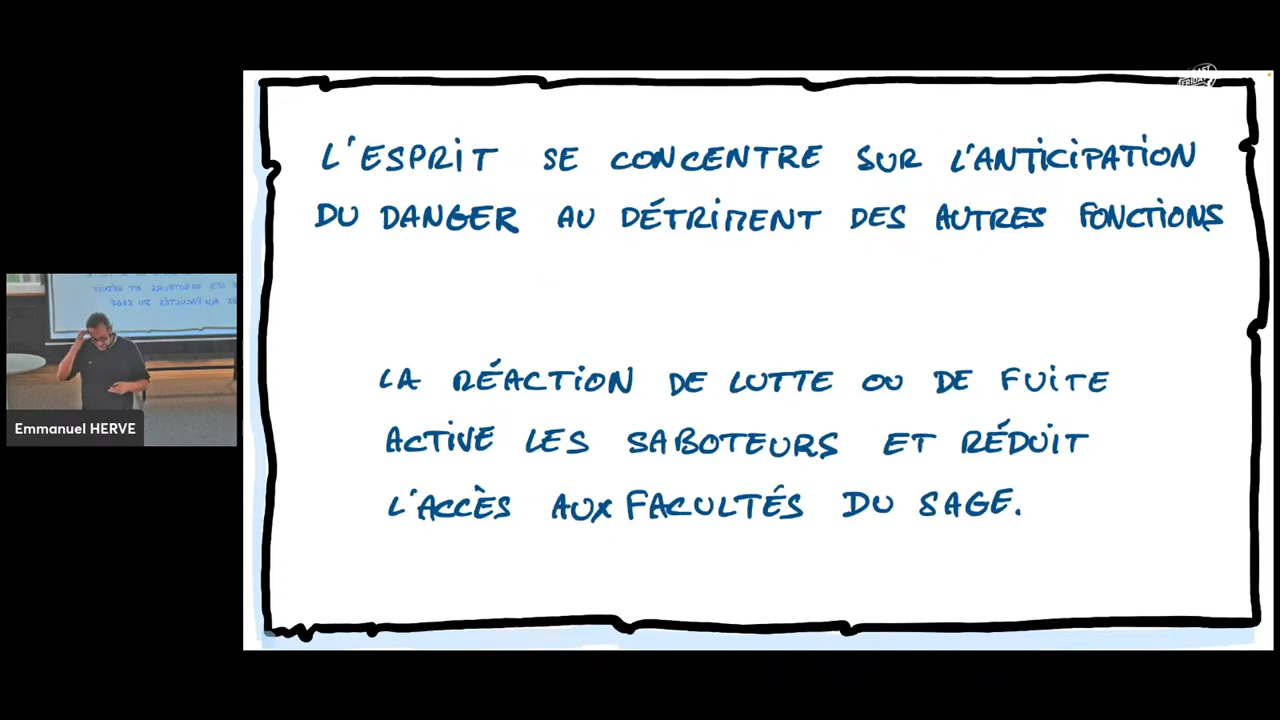 L'ESPRIT SE CONCENTRE SUR L'ANTICIPATION
DU DANGER AU DÉTRIMENT DES AUTRES FONCTIONS
LA RÉACTION DE LUTTE OU DE FUITE
ACTIVE LES SABOTEURS ET RÉDUIT
L'ACCÈS AUX FACULTÉS DU SAGE.
Emmanuel HERVE